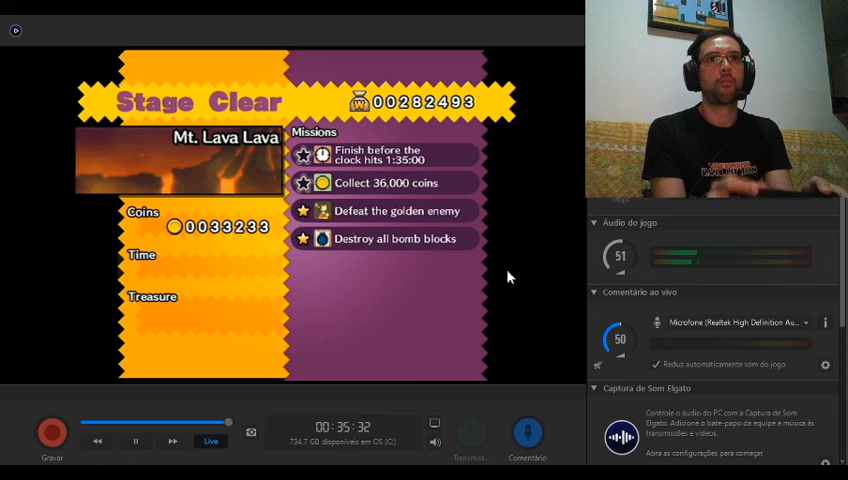 Stage Clear
W 00282493
Mt. Lava Lava
Missions
Finish before the
clock hits 1:35:00
Collect 36,000 coins
Defeat the golden enemy
Destroy all bomb blocks
Coins
0033233
Time
Treasure
Áudio do jogo
51
Comentário ao vivo
50
Microfone (Realtek High Definition Au...
Reduz automaticamente som do jogo
Captura de Som Elgato
Controle o áudio do PC com a Captura de Som
Elgato. Adicione o bate-papo da equipe e música às
transmissões e vídeos.
Abra as configurações para começar.
Gravar
Live
00:35:32
734.7 GB disponíveis em OS (C:)
Transmiss...
Comentário